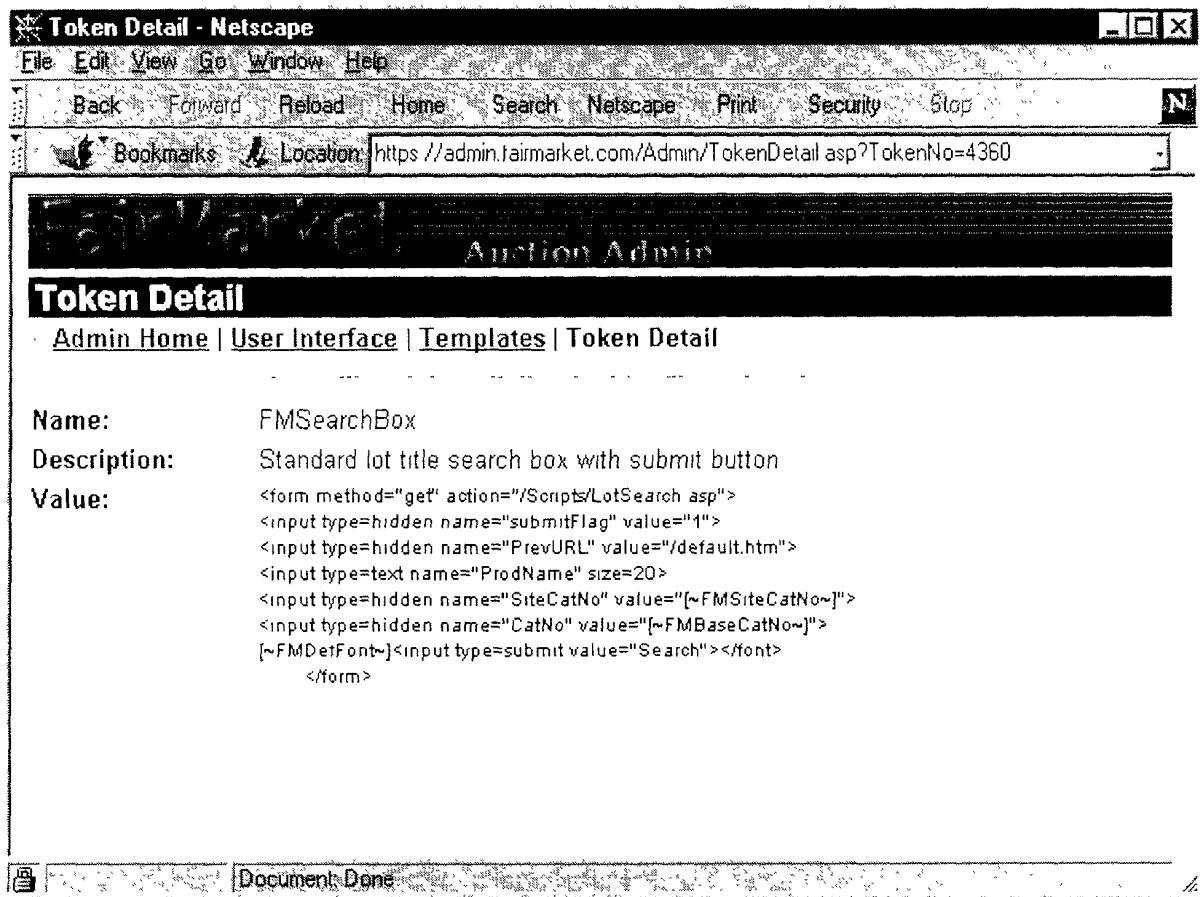 Token Detail - Netscape
File Edit View Go Window Help
Back Forward Reload Home Search Netscape Print Security Stop N
Bookmarks Location: https://admin.fairmarket.com/Admin/TokenDetail.asp?TokenNo=4360
FairMarket
Auction Admin
Token Detail
Admin Home | User Interface | Templates | Token Detail
Name: FMSearchBox
Description: Standard lot title search box with submit button
Value: <form method="get" action="/Scripts/LotSearch.asp">
<input type=hidden name="submitFlag" value="1">
<input type=hidden name="PrevURL" value="/default.htm">
<input type=text name="ProdName" size=20>
<input type=hidden name="SiteCatNo" value="[~FMSiteCatNo~]">
<input type=hidden name="CatNo" value="[~FMBaseCatNo~]">
[~FMDefFont~]<input type=submit value="Search"></font>
</form>
Document: Done